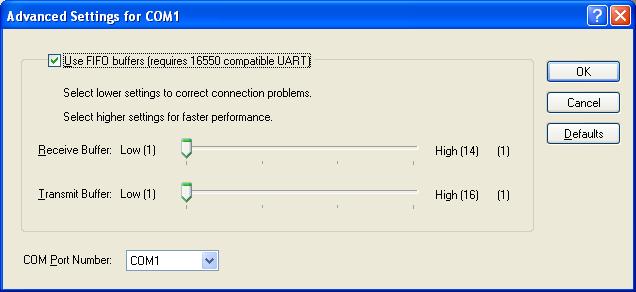 Advanced Settings for COM1
Use FIFO buffers (requires 16550 compatible UART)
OK
Select lower settings to correct connection problems.
Cancel
Select higher settings for faster performance.
Defaults
Receive Buffer: Low (1) High (14) (1)
Transmit Buffer: Low (1) High (16) (1)
COM Port Number: COM1